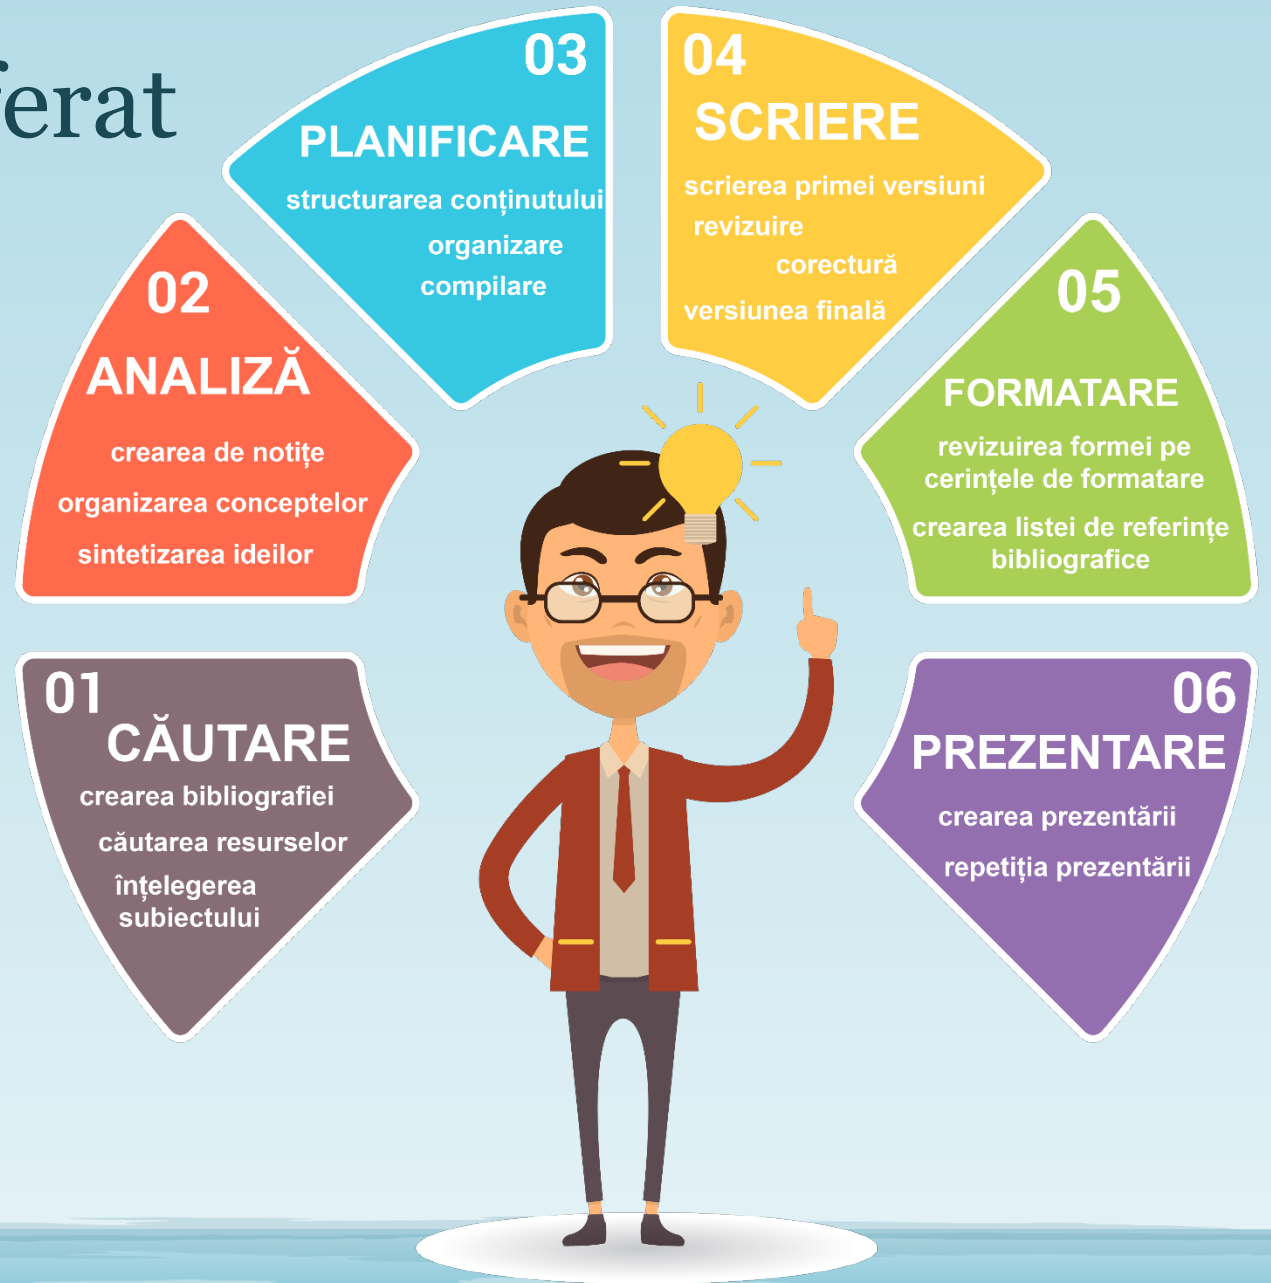 ferat
01
CĂUTARE
crearea bibliografiei
căutarea resurselor
înțelegerea
subiectului
02
ANALIZĂ
crearea de notițe
organizarea conceptelor
sintetizarea ideilor
03
PLANIFICARE
structurarea conținutului
organizare
compilare
04
SCRIERE
scrierea primei versiuni
revizuire
corectură
versiunea finală
05
FORMATARE
revizuirea formei pe
cerințele de formatare
crearea listei de referințe
bibliografice
06
PREZENTARE
crearea prezentării
repetiția prezentării